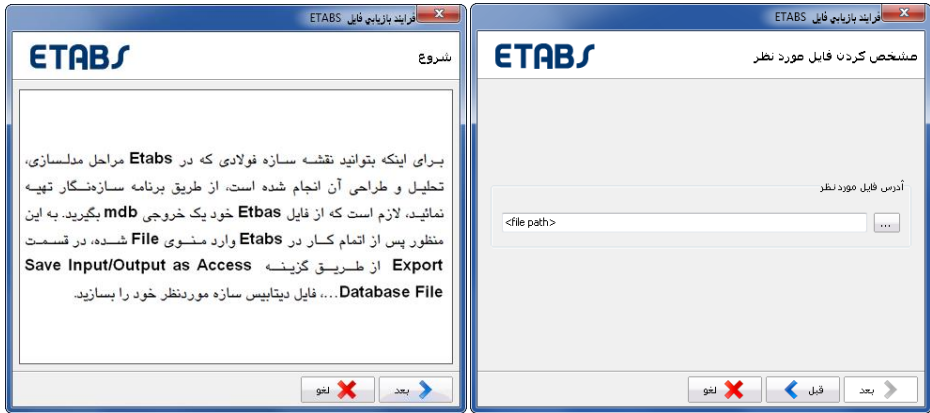 فرایند بازیابی فایل ETABS
ETABS
شروع
برای اینکه بتوانید نقشه سازه فولادی که در Etabs مراحل مدلسازی،
تحلیل و طراحی آن انجام شده است، از طریق برنامه سازه‌نگار تهیه
نمائید، لازم است که از فایل Etbas خود یک خروجی mdb بگیرید. به این
منظور پس از اتمام کار در Etabs وارد منوی File شده، در قسمت
Export از طریق گزینه Save Input/Output as Access
Database File...، فایل دیتابیس سازه موردنظر خود را بسازید.
لغو
بعد
فرایند بازیابی فایل ETABS
ETABS
مشخص کردن فایل مورد نظر
آدرس فایل مورد نظر
<file path>
...
لغو
قبل
بعد